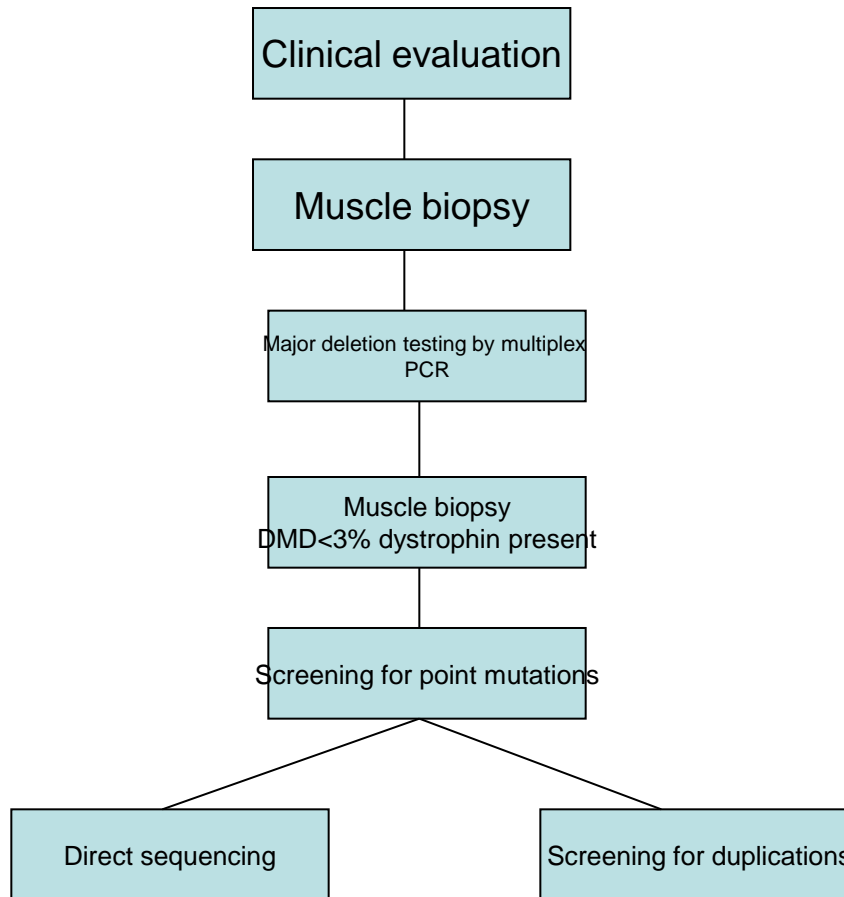 Clinical evaluation
Muscle biopsy
Major deletion testing by multiplex
PCR
Muscle biopsy
DMD<3% dystrophin present
Screening for point mutations
Direct sequencing
Screening for duplications